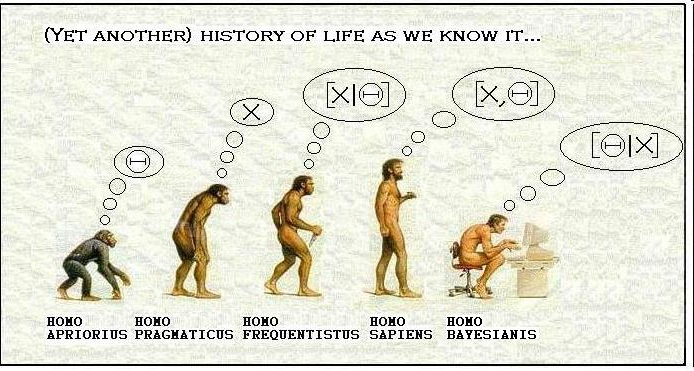 (YET ANOTHER) HISTORY OF LIFE AS WE KNOW IT...
Θ
X
[X|Θ]
[X,Θ]
[Θ|X]
HOMO APRIORIUS
HOMO PRAGMATICUS
HOMO FREQUENTISTUS
HOMO SAPIENS
HOMO BAYESIANIS